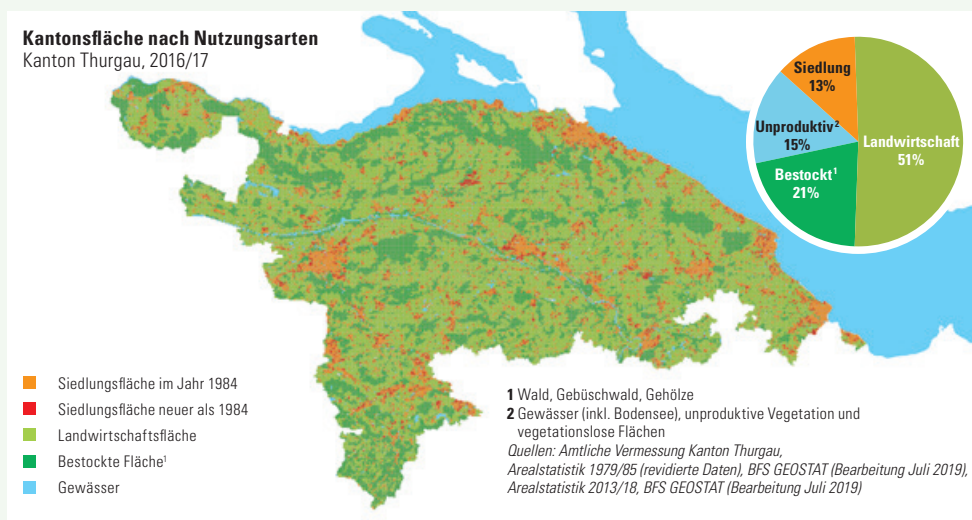 Kantonsfläche nach Nutzungsarten
Kanton Thurgau, 2016/17
Siedlung
13%
Unproduktiv²
15%
Landwirtschaft
51%
Bestockt¹
21%
Siedlungsfläche im Jahr 1984
Siedlungsfläche neuer als 1984
Landwirtschaftsfläche
Bestockte Fläche¹
Gewässer
1 Wald, Gebüschwald, Gehölze
2 Gewässer (inkl. Bodensee), unproduktive Vegetation und
vegetationslose Flächen
Quellen: Amtliche Vermessung Kanton Thurgau,
Arealstatistik 1979/85 (revidierte Daten), BFS GEOSTAT (Bearbeitung Juli 2019),
Arealstatistik 2013/18, BFS GEOSTAT (Bearbeitung Juli 2019)